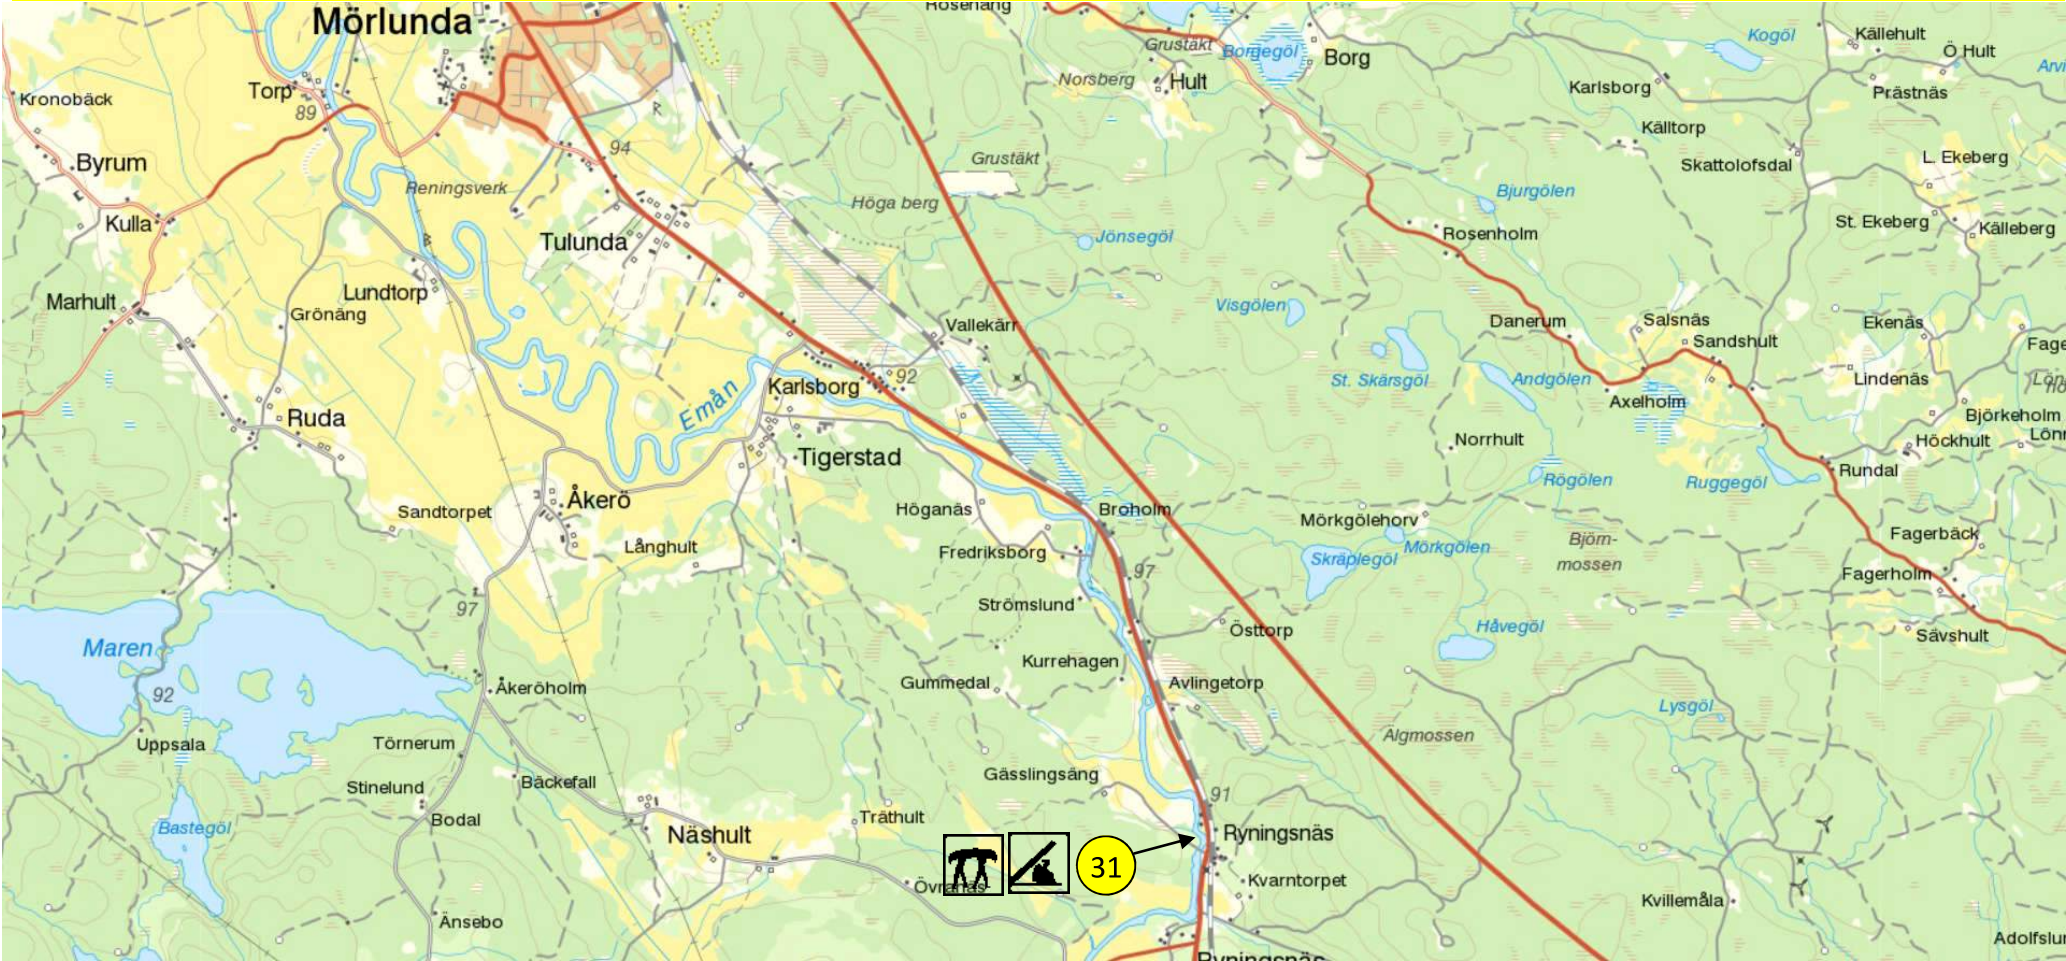 Mörlunda
Rosenäng
Grustäkt
Borgegöl
Borg
Kogöl
Källehult
Ö Hult
Torp
89
Kronobäck
Norsberg
Hult
Karlsborg
Prästnäs
Byrum
94
Grustäkt
Källtorp
Skattolofsdal
L. Ekeberg
Reningsverk
Höga berg
Bjurgölen
Kulla
Tulunda
Jönsegöl
Rosenholm
St. Ekeberg
Källeberg
Marhult
Lundtorp
Grönäng
Vallekärr
Visgölen
Danerum
Salsnäs
Sandshult
Ekenäs
Emån
Karlsborg
92
St. Skärsgöl
Andgölen
Axelholm
Lindenäs
Ruda
Tigerstad
Norrhult
Björkeholm
Höckhult
Rundal
Sandtorpet
Åkerö
Höganäs
Broholm
Mörkgölehorv
Rögölen
Ruggegöl
Långhult
Fredriksborg
Skräplegöl
Mörkgölen
Björn-
mossen
Fagerbäck
Fagerholm
97
97
Strömslund
Östtorp
Håvegöl
Sävshult
Maren
92
Åkeröholm
Gummedal
Kurrehagen
Avlingetorp
Lysgöl
Uppsala
Törnerum
Älgmossen
Stinelund
Bäckefall
Gässlingsäng
91
Bastegöl
Bodal
Näshult
Träthult
31
Ryningsnäs
Övranäs
Kvarntorpet
Kvillemåla
Änsebo
Ryningsnäs